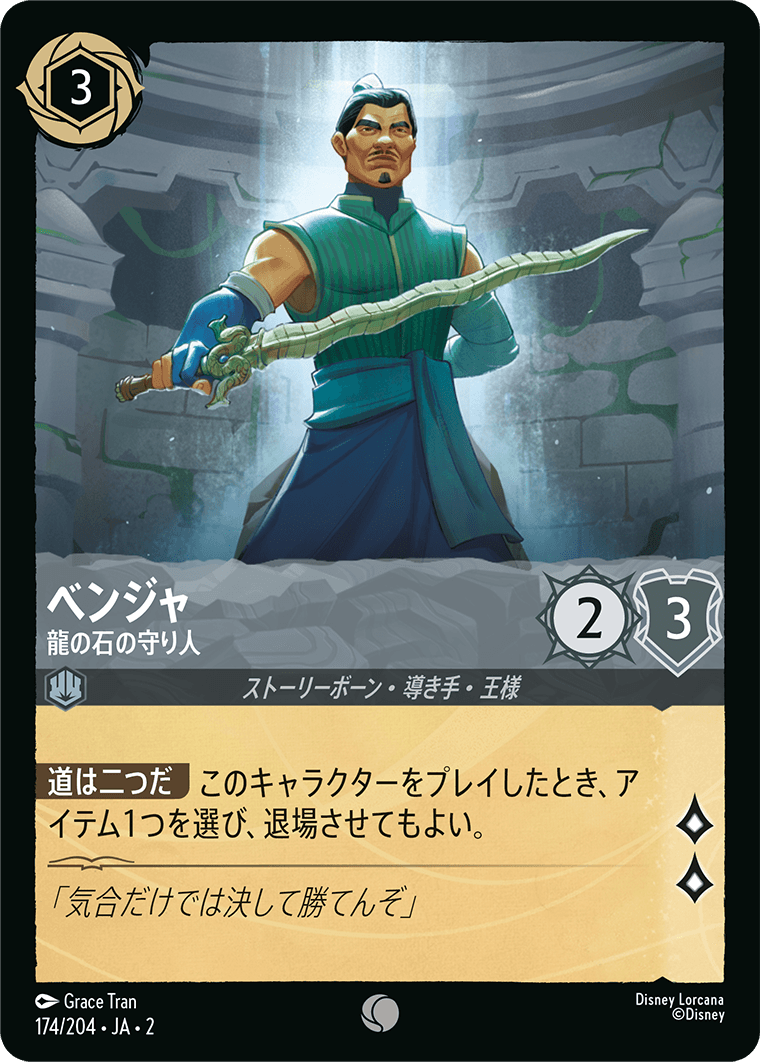 3
ベンジャ
龍の石の守り人
2
3
ストーリーボーン・導き手・王様
道は二つだ このキャラクターをプレイしたとき、ア
イテム1つを選び、退場させてもよい。
「気合だけでは決して勝てんぞ」
Grace Tran
174/204・JA・2
Disney Lorcana
©Disney